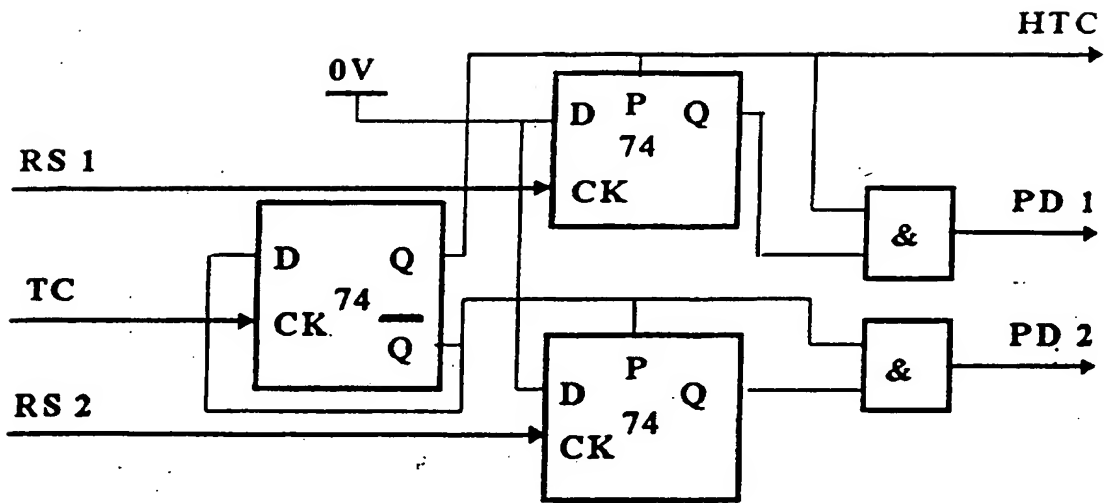 HTC
0V
D P Q
74
CK
RS 1
PD 1
&
D Q
74
CK Q
TC
PD 2
&
D P Q
74
CK
RS 2